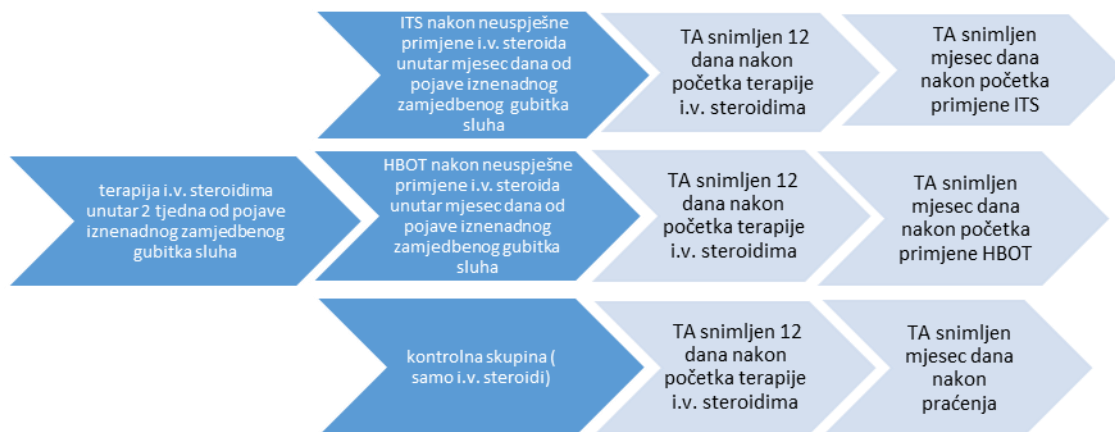 ITS nakon neuspješne
primjene i.v. steroida
unutar mjesec dana od
pojave iznenadnog
zamjedbenog gubitka
sluha
TA snimljen 12
dana nakon
početka terapije
i.v. steroidima
TA snimljen
mjesec dana
nakon početka
primjene ITS
terapija i.v. steroidima
unutar 2 tjedna od pojave
iznenadnog zamjedbenog
gubitka sluha
HBOT nakon neuspješne
primjene i.v. steroida
unutar mjesec dana od
pojave iznenadnog
zamjedbenog gubitka
sluha
TA snimljen 12
dana nakon
početka terapije
i.v. steroidima
TA snimljen
mjesec dana
nakon početka
primjene HBOT
kontrolna skupina (
samo i.v. steroidi)
TA snimljen 12
dana nakon
početka terapije
i.v. steroidima
TA snimljen
mjesec dana
nakon
praćenja